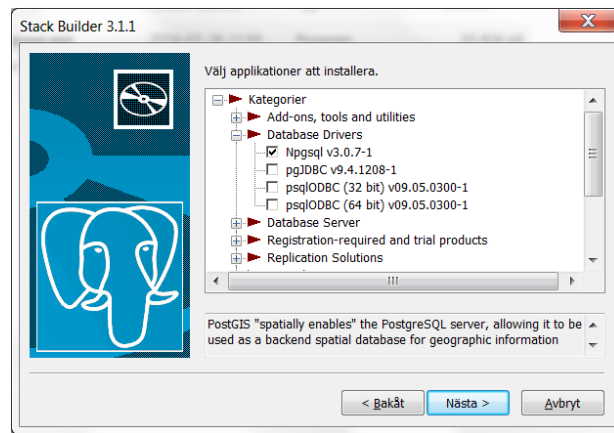 Stack Builder 3.1.1
Välj applikationer att installera.
Kategorier
Add-ons, tools and utilities
Database Drivers
Npgsql v3.0.7-1
pgJDBC v9.4.1208-1
psqlODBC (32 bit) v09.05.0300-1
psqlODBC (64 bit) v09.05.0300-1
Database Server
Registration-required and trial products
Replication Solutions
PostGIS "spatially enables" the PostgreSQL server, allowing it to be
used as a backend spatial database for geographic information
< Bakåt
Nästa >
Avbryt